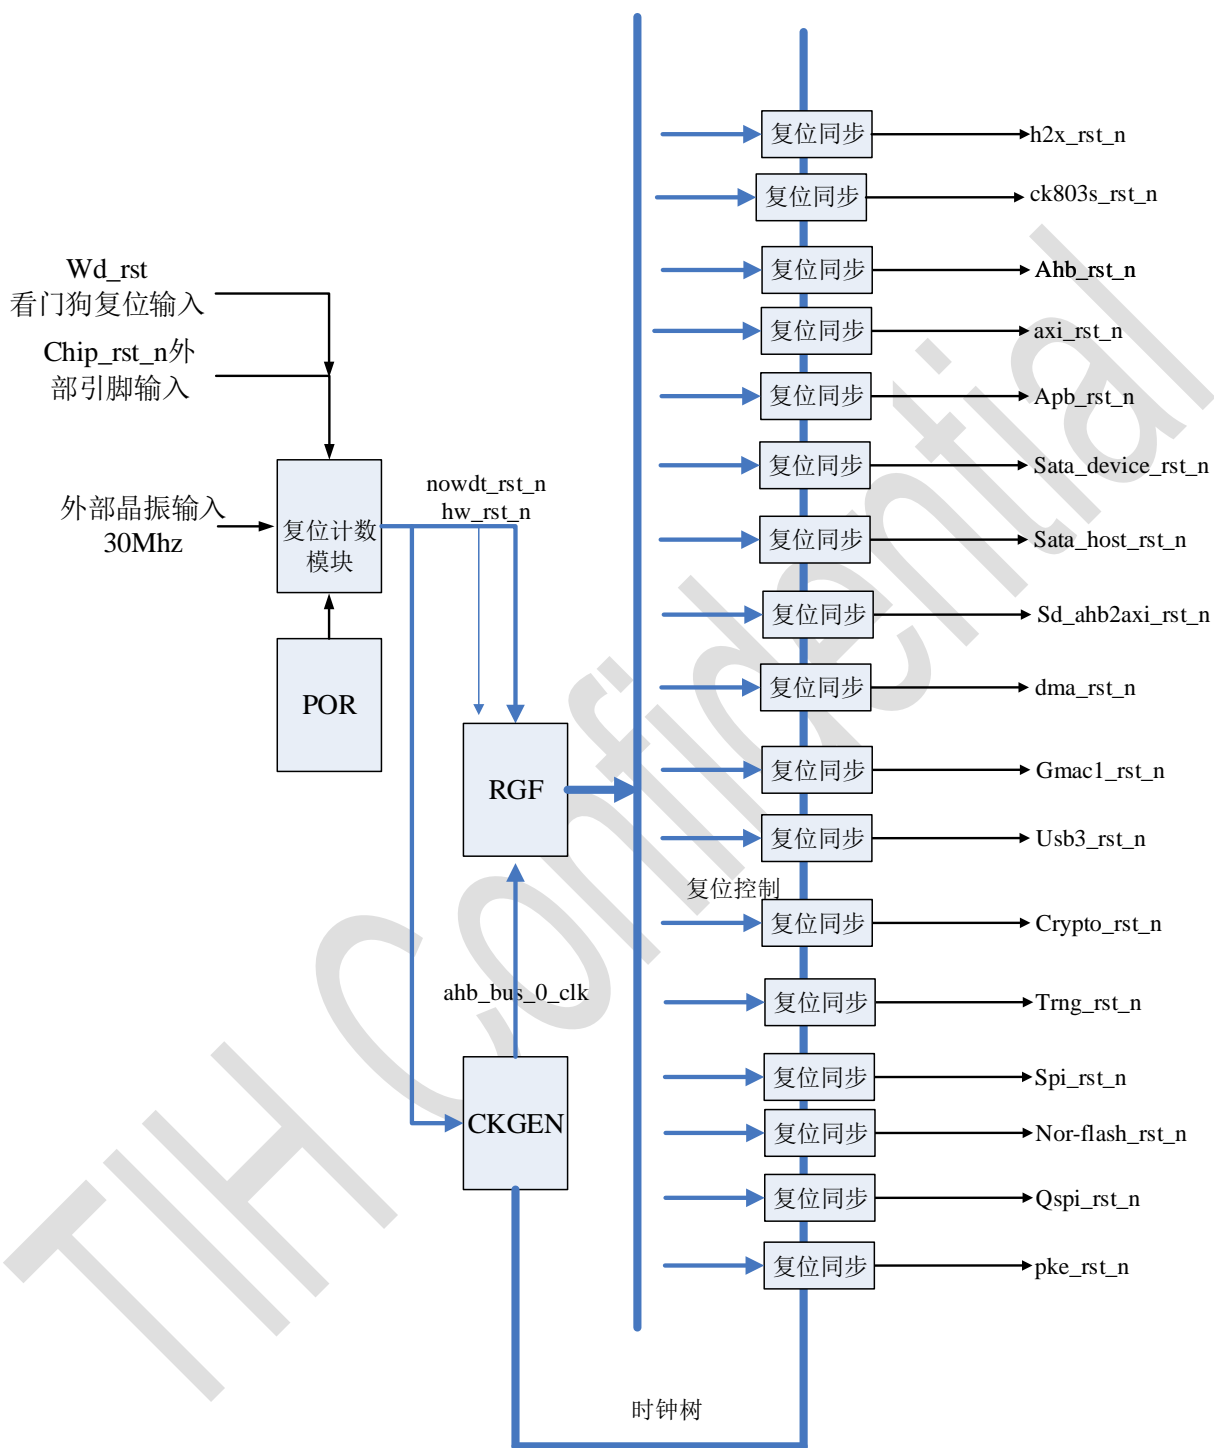 Wd_rst
看门狗复位输入
Chip_rst_n外
部引脚输入
外部晶振输入
30Mhz
复位计数
模块
POR
nowdt_rst_n
hw_rst_n
RGF
ahb_bus_0_clk
CKGEN
复位同步
h2x_rst_n
复位同步
ck803s_rst_n
复位同步
Ahb_rst_n
复位同步
axi_rst_n
复位同步
Apb_rst_n
复位同步
Sata_device_rst_n
复位同步
Sata_host_rst_n
复位同步
Sd_ahb2axi_rst_n
复位同步
dma_rst_n
复位同步
Gmac1_rst_n
复位同步
Usb3_rst_n
复位控制
复位同步
Crypto_rst_n
复位同步
Trng_rst_n
复位同步
Spi_rst_n
复位同步
Nor-flash_rst_n
复位同步
Qspi_rst_n
复位同步
pke_rst_n
时钟树
TIH Confidential